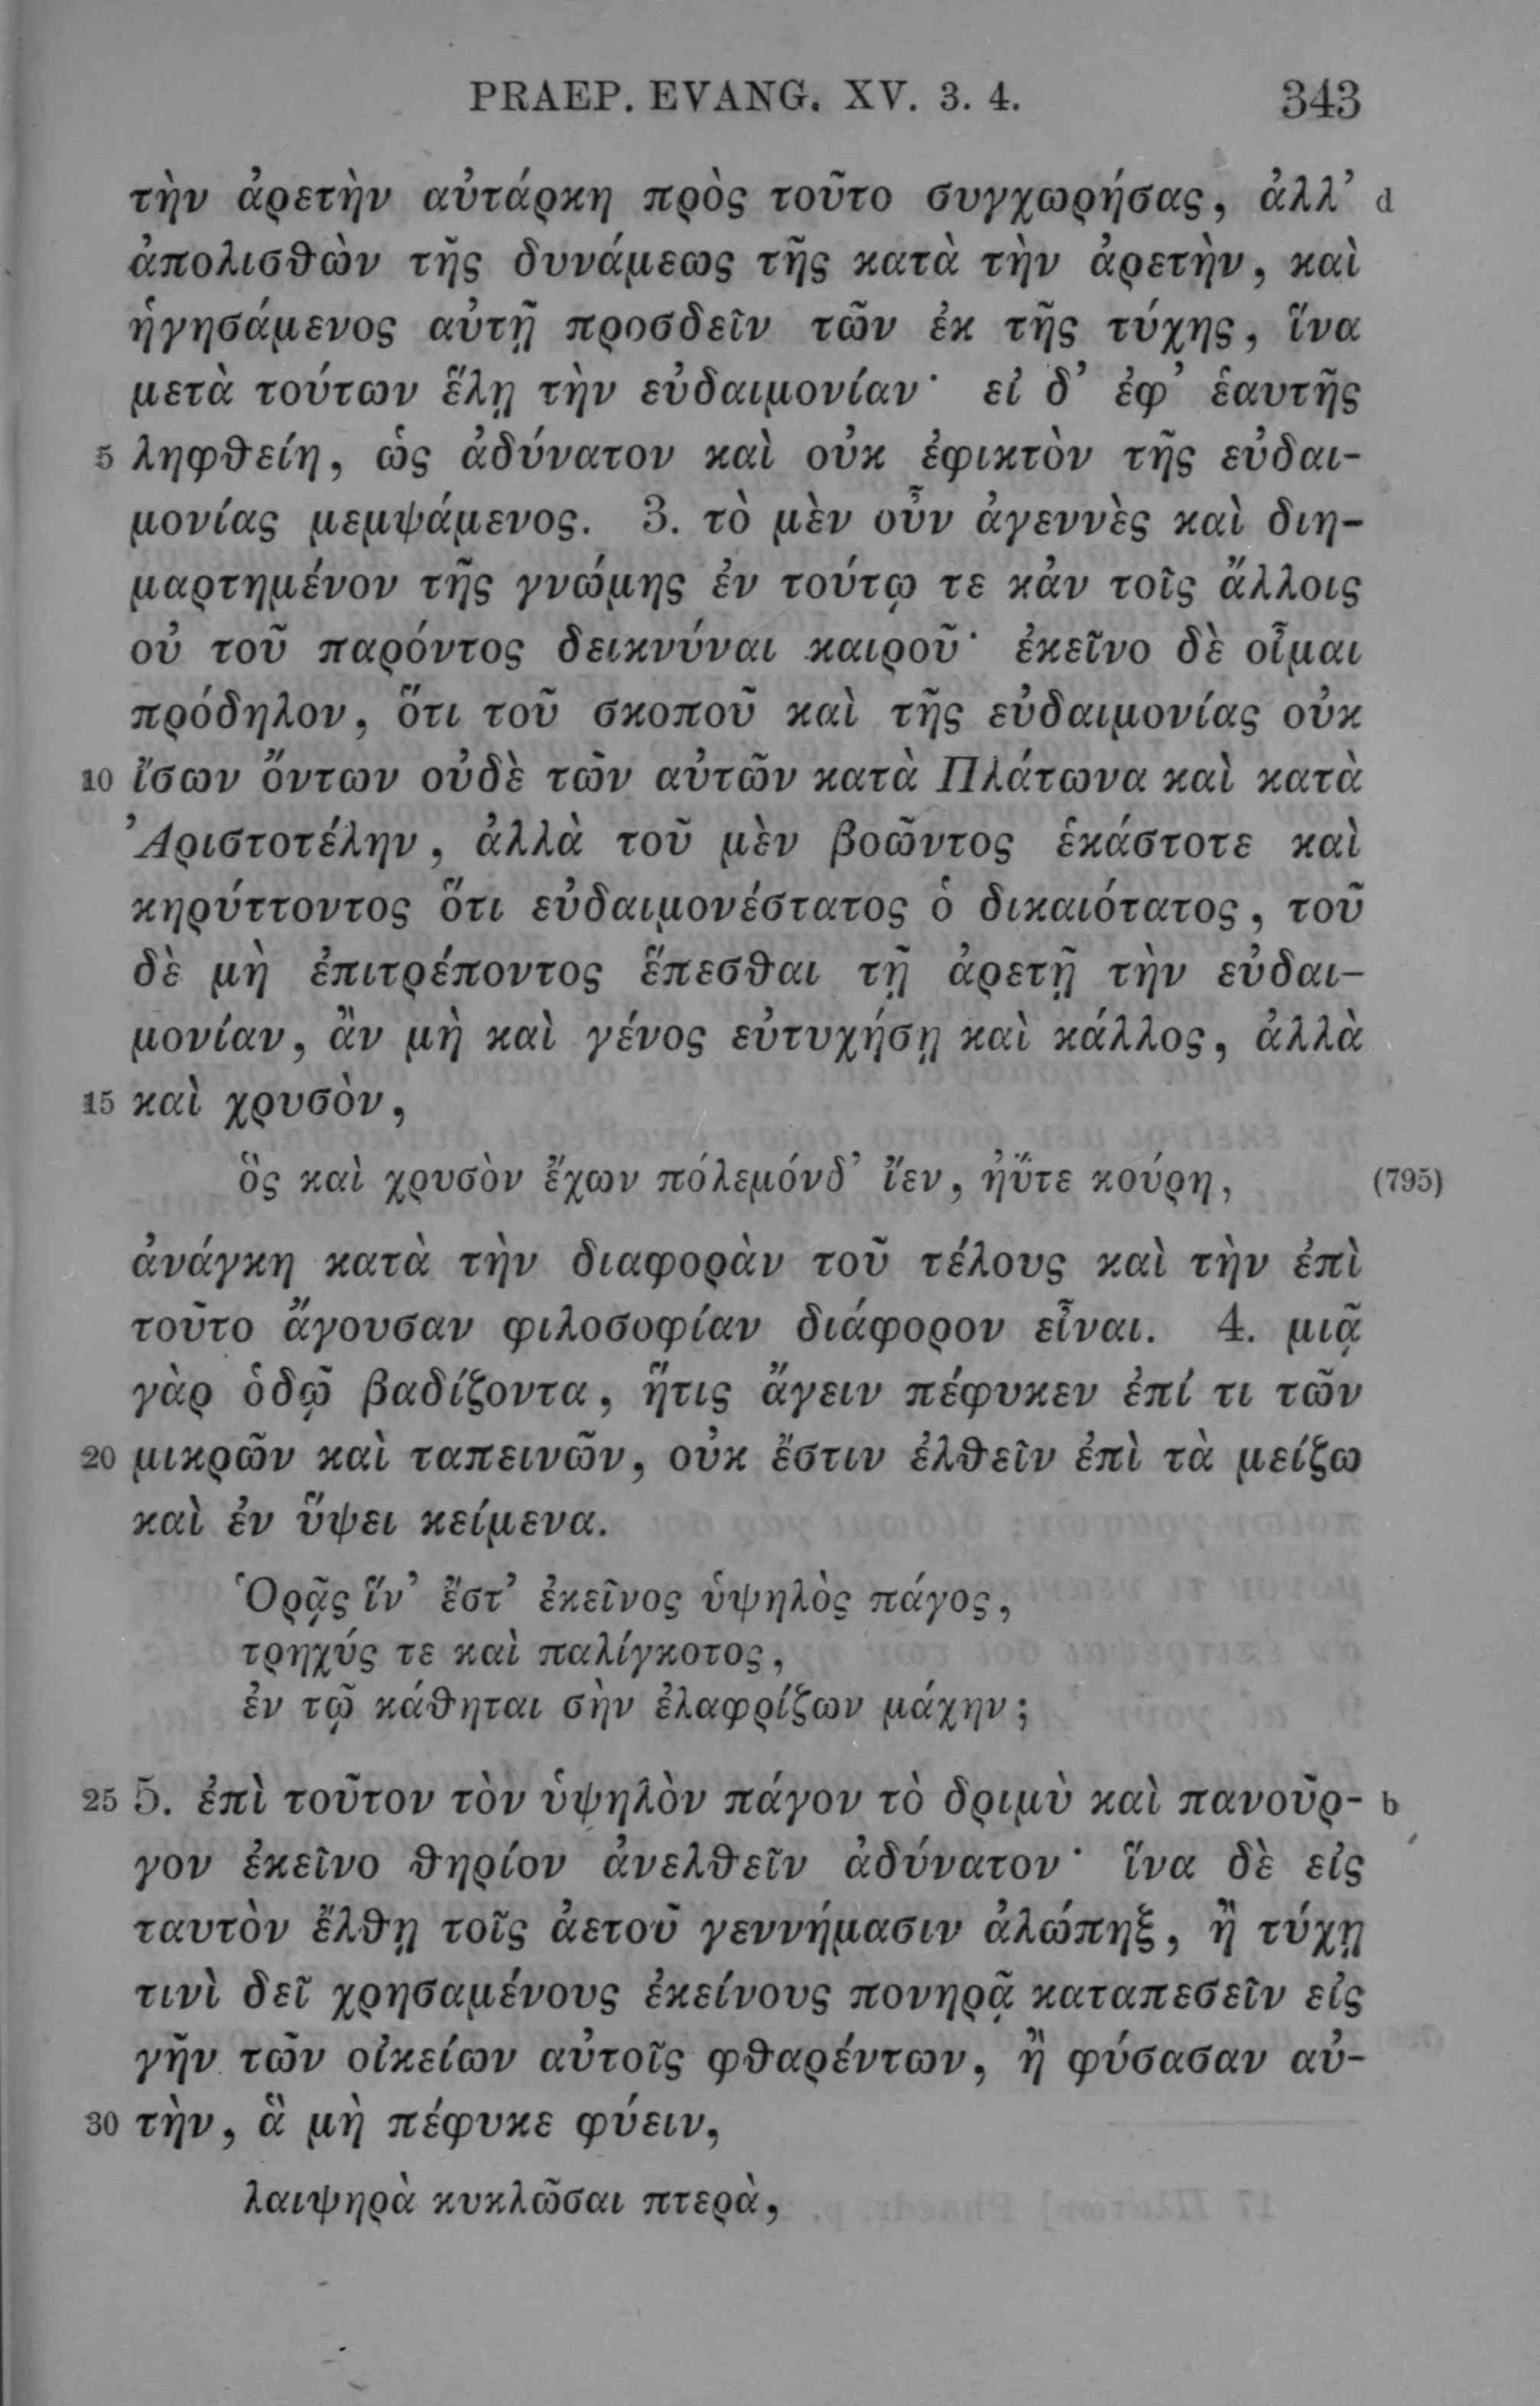 PRAEP. EVANG. XV. 3. 4. 343
τὴν ἀρετὴν αὐτάρκη πρὸς τοῦτο συγχωρήσας, ἀλλ’ d
ἀπολισθὼν τῆς δυνάμεως τῆς κατὰ τὴν ἀρετὴν, καὶ
ἡγησάμενος αὐτῇ προσδεῖν τῶν ἐκ τῆς τύχης, ἵνα
μετὰ τούτων ἕλῃ τὴν εὐδαιμονίαν· εἰ δ’ ἐφ’ ἑαυτῆς
5 ληφθείη, ὡς ἀδύνατον καὶ οὐκ ἐφικτὸν τῆς εὐδαι-
μονίας μεμψάμενος. 3. τὸ μὲν οὖν ἀγεννὲς καὶ διη-
μαρτημένον τῆς γνώμης ἐν τούτῳ τε κἀν τοῖς ἄλλοις
οὐ τοῦ παρόντος δεικνύναι καιροῦ· ἐκεῖνο δὲ οἶμαι
πρόδηλον, ὅτι τοῦ σκοποῦ καὶ τῆς εὐδαιμονίας οὐκ
10 ἴσων ὄντων οὐδὲ τῶν αὐτῶν κατὰ Πλάτωνα καὶ κατὰ
Ἀριστοτέλην, ἀλλὰ τοῦ μὲν βοῶντος ἑκάστοτε καὶ
κηρύττοντος ὅτι εὐδαιμονέστατος ὁ δικαιότατος, τοῦ
δὲ μὴ ἐπιτρέποντος ἕπεσθαι τῇ ἀρετῇ τὴν εὐδαι-
μονίαν, ἂν μὴ καὶ γένος εὐτυχήσῃ καὶ κάλλος, ἀλλὰ
15 καὶ χρυσὸν,
ὃς καὶ χρυσὸν ἔχων πόλεμόνδ’ ἴεν, ἠΰτε κούρη, (795)
ἀνάγκη κατὰ τὴν διαφορὰν τοῦ τέλους καὶ τὴν ἐπὶ
τοῦτο ἄγουσαν φιλοσοφίαν διάφορον εἶναι. 4. μιᾷ
γὰρ ὁδῷ βαδίζοντα, ἥτις ἄγειν πέφυκεν ἐπί τι τῶν
20 μικρῶν καὶ ταπεινῶν, οὐκ ἔστιν ἐλθεῖν ἐπὶ τὰ μείζω
καὶ ἐν ὕψει κείμενα.
Ὁρᾷς ἵν’ ἔστ’ ἐκεῖνος ὑψηλὸς πάγος,
τρηχύς τε καὶ παλίγκοτος,
ἐν τῷ κάθηται σὴν ἐλαφρίζων μάχην;
25 5. ἐπὶ τοῦτον τὸν ὑψηλὸν πάγον τὸ δριμὺ καὶ πανοῦρ- b
γον ἐκεῖνο θηρίον ἀνελθεῖν ἀδύνατον· ἵνα δὲ εἰς
ταυτὸν ἔλθῃ τοῖς ἀετοῦ γεννήμασιν ἀλώπηξ, ἢ τύχῃ
τινὶ δεῖ χρησαμένους ἐκείνους πονηρᾷ καταπεσεῖν εἰς
γῆν τῶν οἰκείων αὐτοῖς φθαρέντων, ἢ φύσασαν αὐ-
30 τὴν, ἃ μὴ πέφυκε φύειν,
λαιψηρὰ κυκλῶσαι πτερὰ,